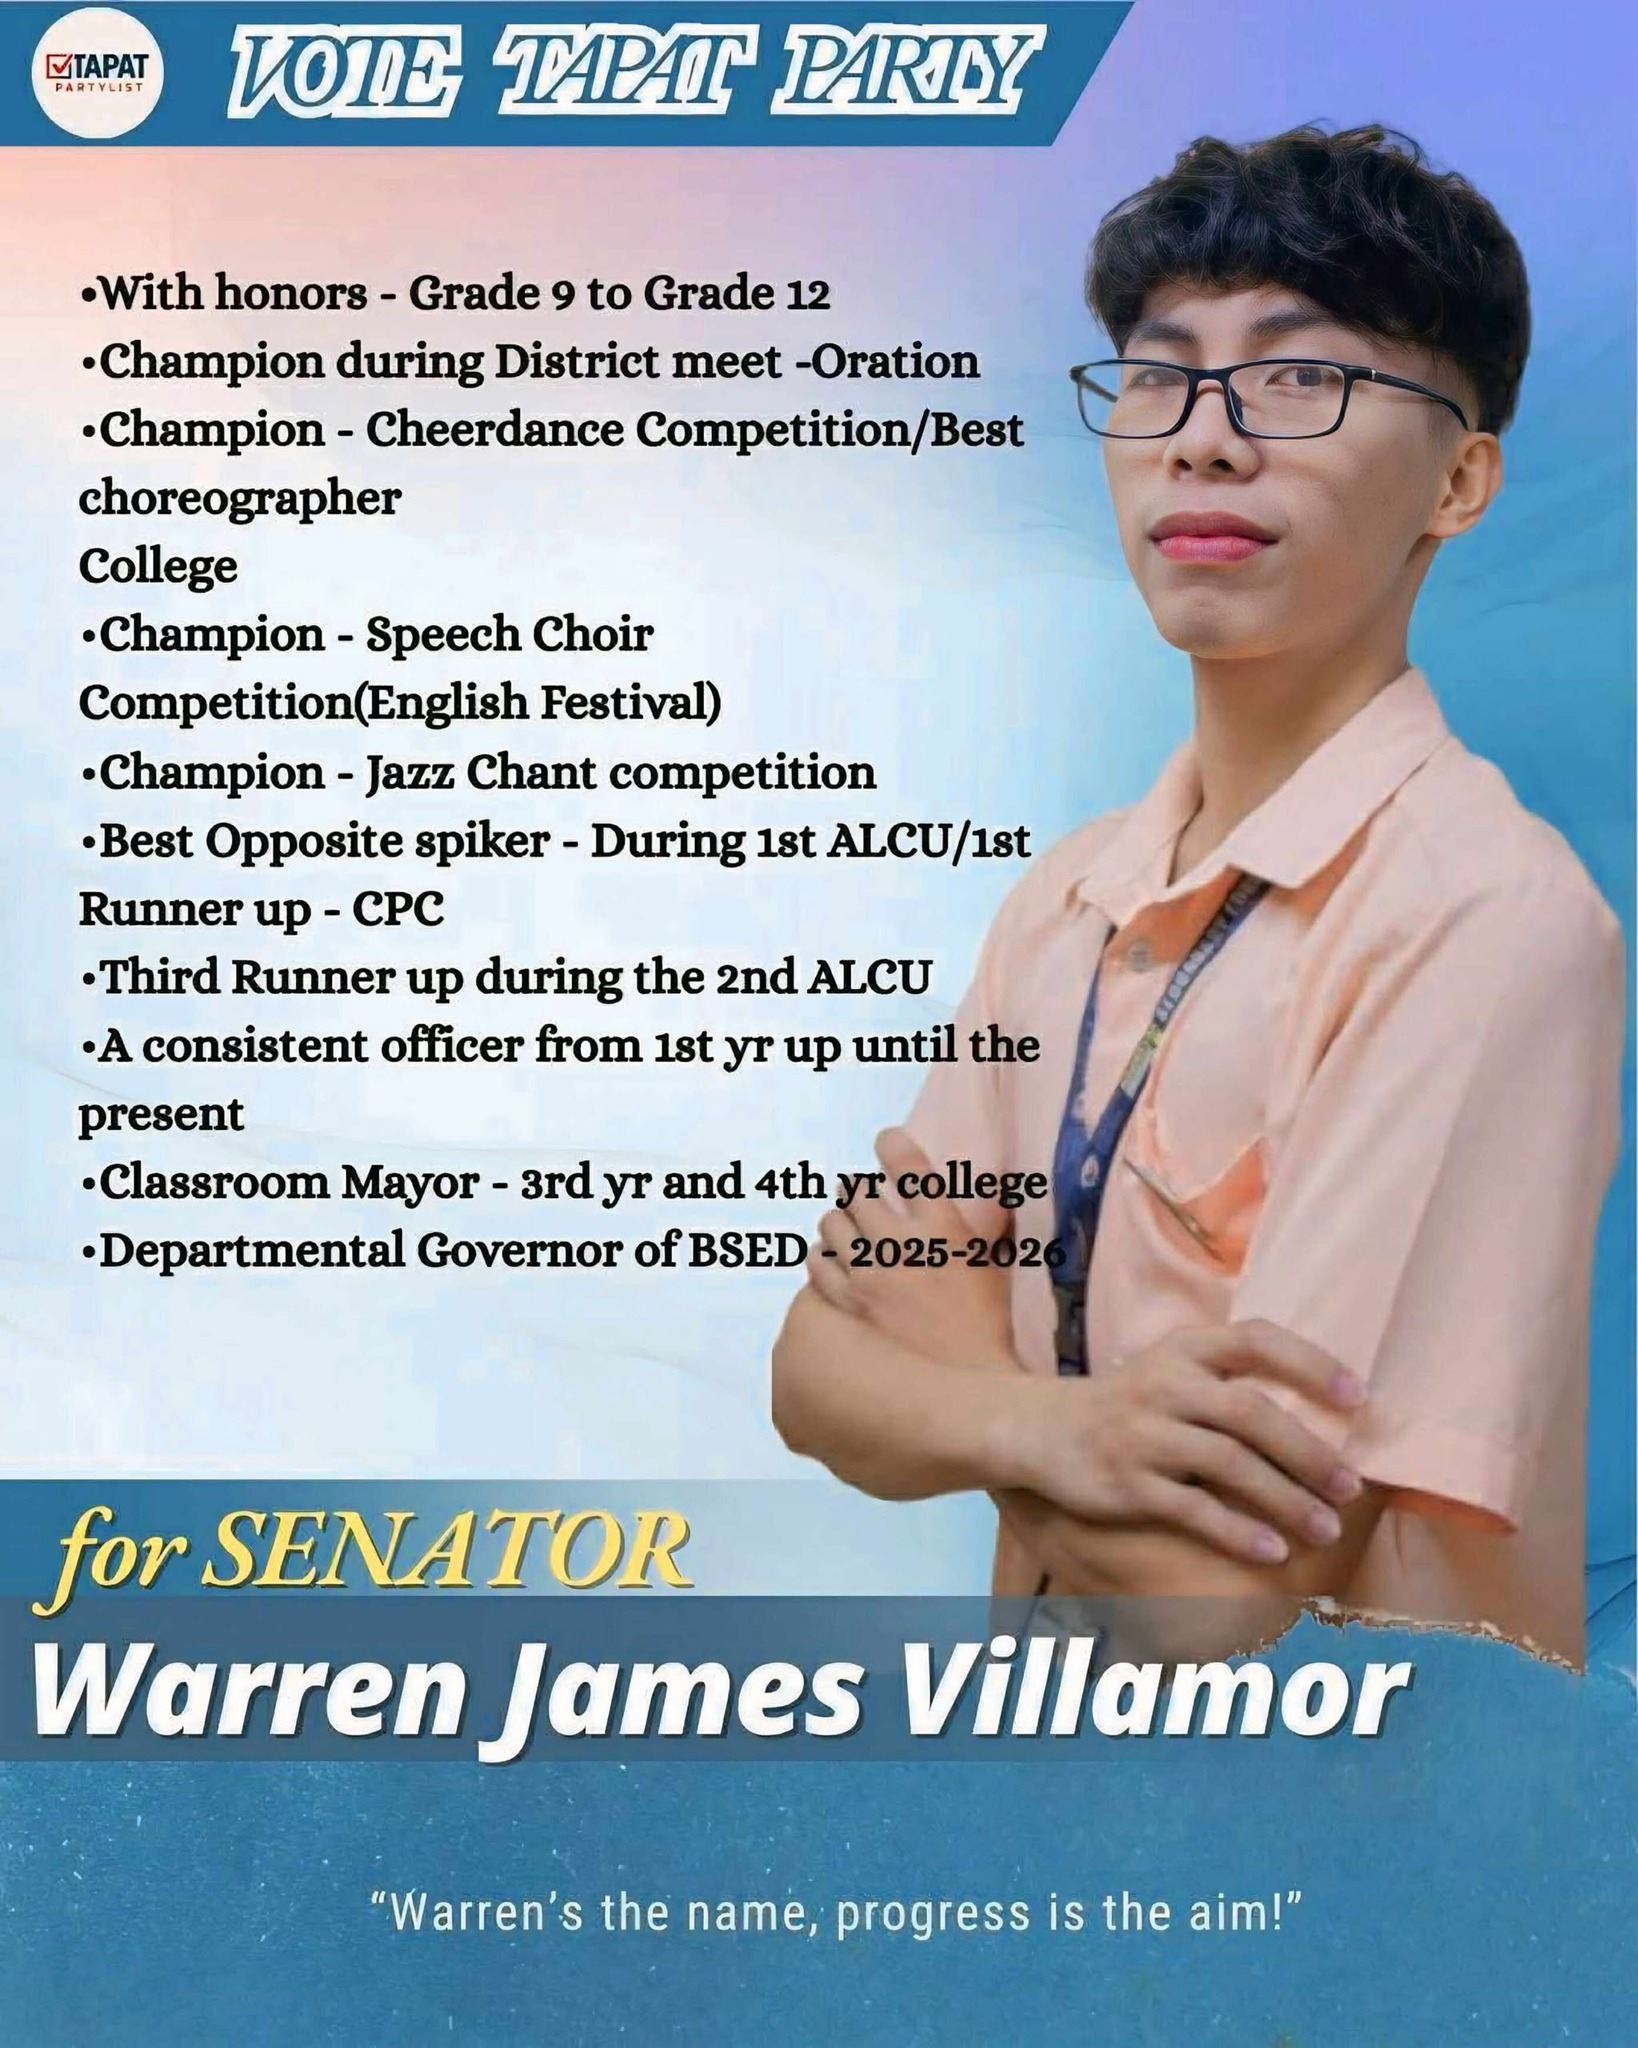 TAPAT
PARTYLIST
VOTE TAPAT PARTY
•With honors - Grade 9 to Grade 12
•Champion during District meet -Oration
•Champion - Cheerdance Competition/Best
choreographer
College
•Champion - Speech Choir
Competition(English Festival)
•Champion - Jazz Chant competition
•Best Opposite spiker - During 1st ALCU/1st
Runner up - CPC
•Third Runner up during the 2nd ALCU
•A consistent officer from 1st yr up until the
present
•Classroom Mayor - 3rd yr and 4th yr college
•Departmental Governor of BSED - 2025-2026
for SENATOR
Warren James Villamor
“Warren’s the name, progress is the aim!”